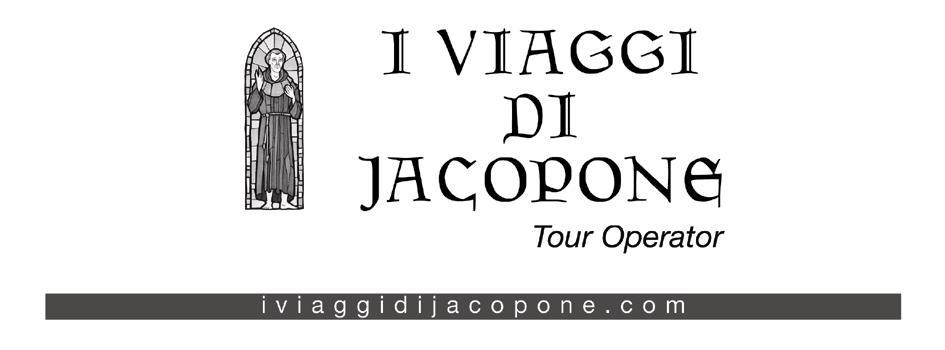 I VIAGGI
DI
JACOPONE
Tour Operator
iviaggidijacopone.com